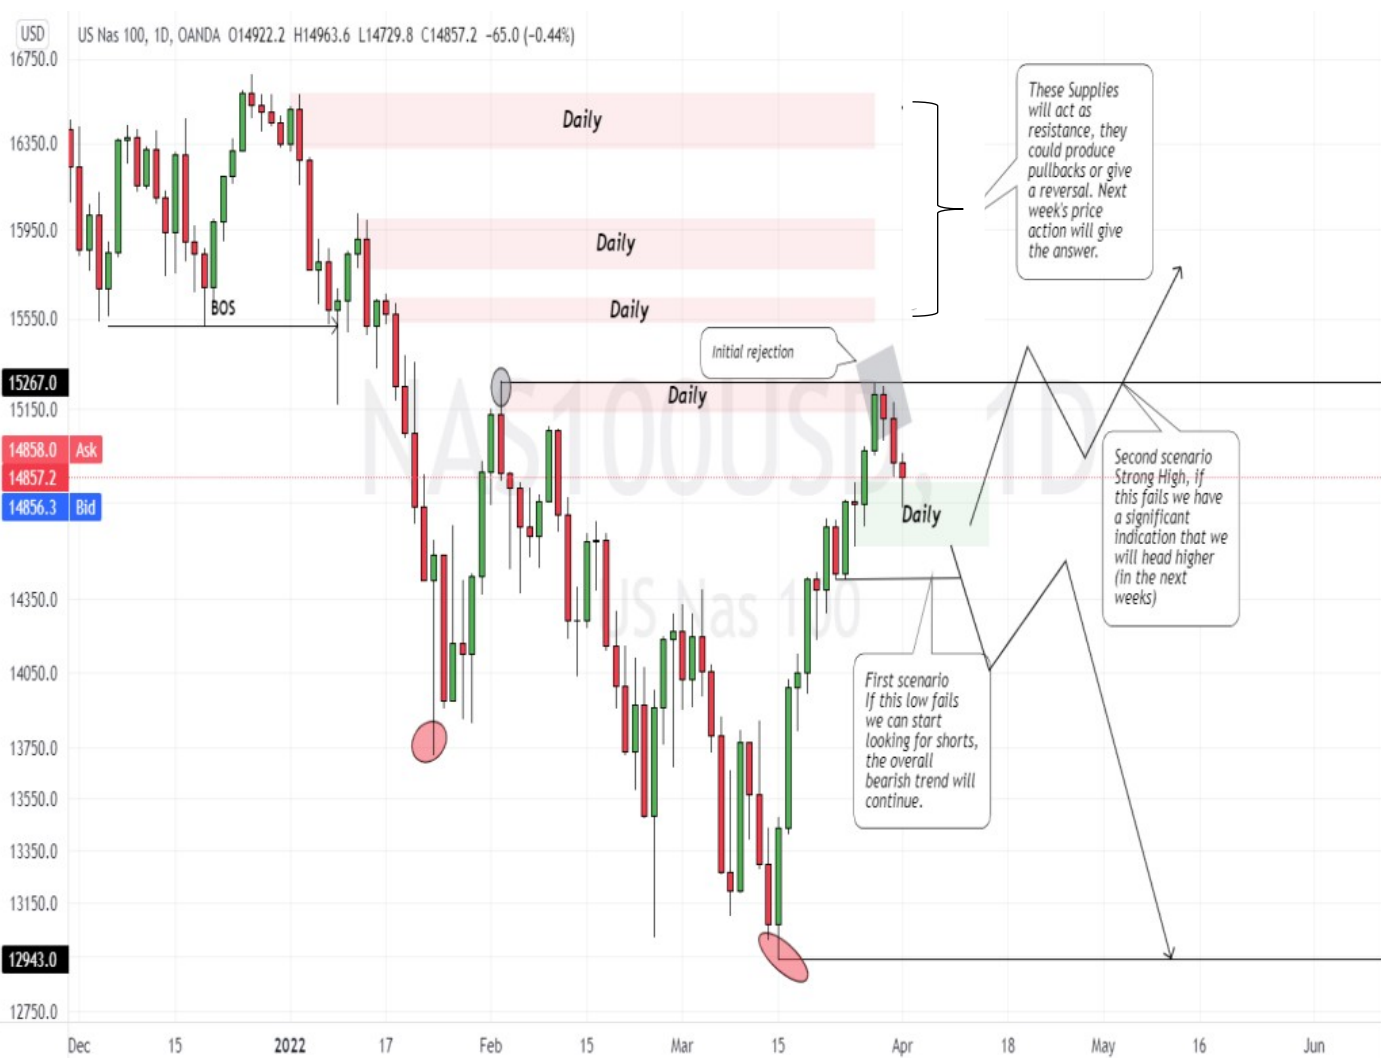 USD
US Nas 100, 1D, OANDA O14922.2 H14963.6 L14729.8 C14857.2 −65.0 (−0.44%)
16750.0
16350.0
15950.0
15550.0
15267.0
15150.0
14858.0 Ask
14857.2
14856.3 Bid
14350.0
14050.0
13750.0
13550.0
13350.0
13150.0
12943.0
12750.0
Daily
Daily
Daily
Daily
Daily
BOS
Initial rejection
These Supplies
will act as
resistance, they
could produce
pullbacks or give
a reversal. Next
week's price
action will give
the answer.
Second scenario
Strong High, if
this fails we have
a significant
indication that we
will head higher
(in the next
weeks)
First scenario
If this low fails
we can start
looking for shorts,
the overall
bearish trend will
continue.
NAS100USD, 1D
US Nas 100
Dec 15 2022 17 Feb 15 Mar 15 Apr 18 May 16 Jun